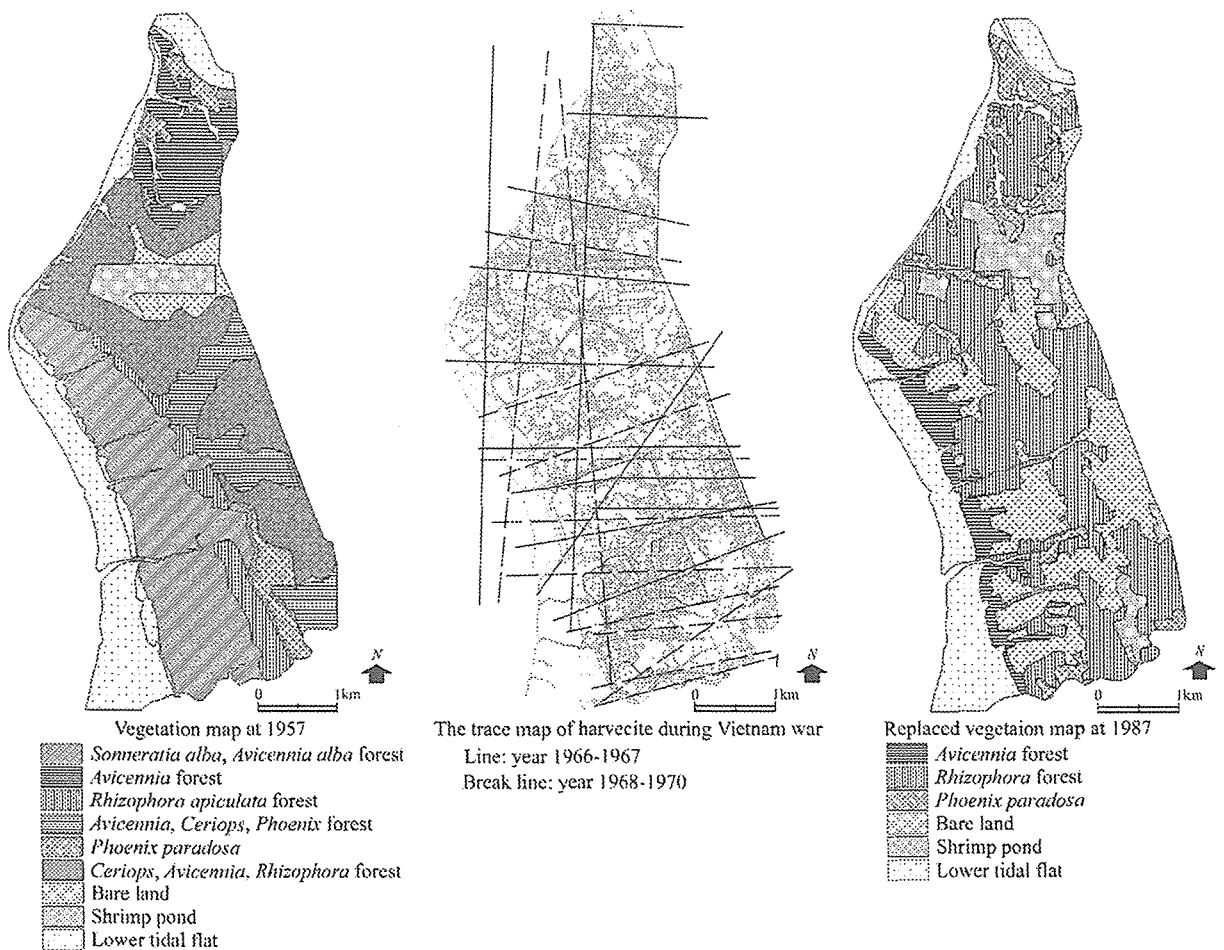 N
0
1km
Vegetation map at 1957
Sonneratia alba, Avicennia alba forest
Avicennia forest
Rhizophora apiculata forest
Avicennia, Ceriops, Phoenix forest
Phoenix paradosa
Ceriops, Avicennia, Rhizophora forest
Bare land
Shrimp pond
Lower tidal flat
N
0
1km
The trace map of harvecite during Vietnam war
Line: year 1966-1967
Break line: year 1968-1970
N
0
1km
Replaced vegetaion map at 1987
Avicennia forest
Rhizophora forest
Phoenix paradosa
Bare land
Shrimp pond
Lower tidal flat